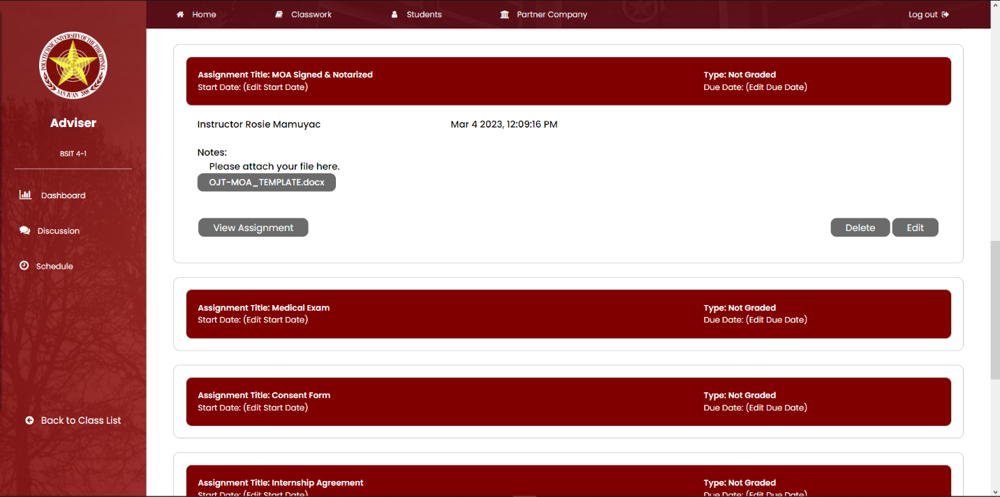 Home
Classwork
Students
Partner Company
Log out
POLYTECHNIC UNIVERSITY OF THE PHILIPPINES
SAN JUAN 2008
Adviser
BSIT 4-1
Dashboard
Discussion
Schedule
Back to Class List
Assignment Title: MOA Signed & Notarized
Type: Not Graded
Start Date: (Edit Start Date)
Due Date: (Edit Due Date)
Instructor Rosie Mamuyac
Mar 4 2023, 12:09:16 PM
Notes:
Please attach your file here.
OJT-MOA_TEMPLATE.docx
View Assignment
Delete
Edit
Assignment Title: Medical Exam
Type: Not Graded
Start Date: (Edit Start Date)
Due Date: (Edit Due Date)
Assignment Title: Consent Form
Type: Not Graded
Start Date: (Edit Start Date)
Due Date: (Edit Due Date)
Assignment Title: Internship Agreement
Type: Not Graded
Start Date: (Edit Start Date)
Due Date: (Edit Due Date)